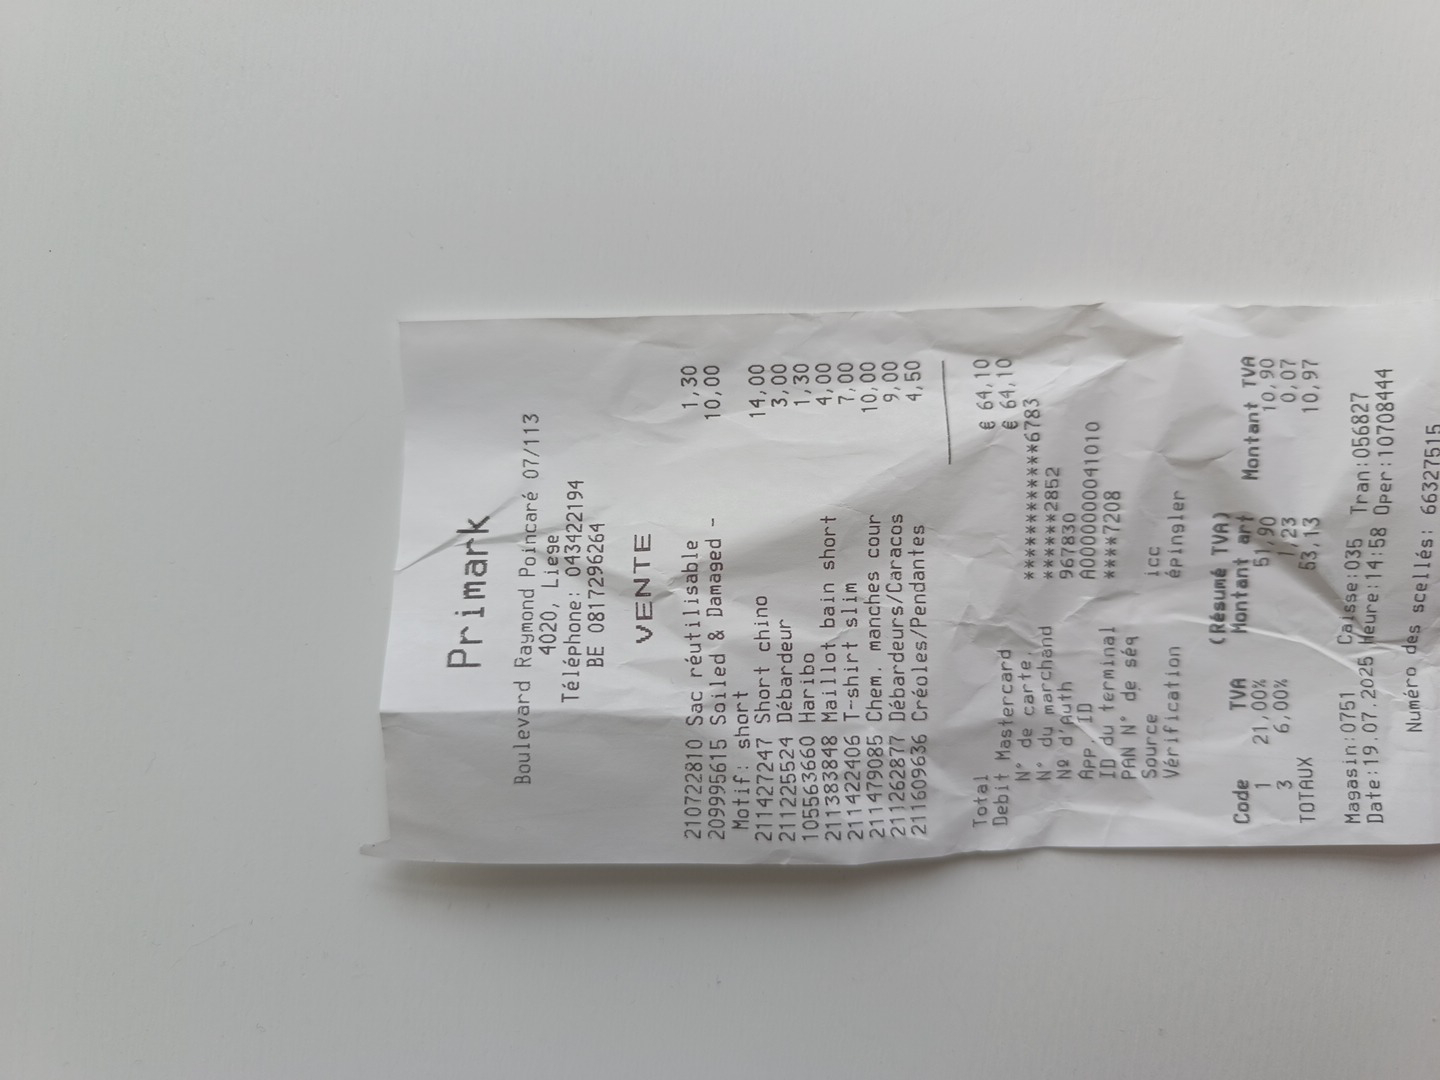 Primark
Boulevard Raymond Poincaré 07/113
4020, Liege
Téléphone: 043422194
BE 0817296264
VENTE
210722810 Sac réutilisable 1,30
209995615 Soiled & Damaged - 10,00
Motif: short
211427247 Short chino 14,00
211225524 Débardeur 3,00
105563660 Haribo 1,30
211383848 Maillot bain short 4,00
211422406 T-shirt slim 7,00
211479085 Chem. manches cour 10,00
211262877 Débardeurs/Caracos 9,00
211609636 Créoles/Pendantes 4,50
Total € 64,10
Debit Mastercard € 64,10
N° de carte. ************6783
N° du marchand ******2852
Nº d'Auth 967830
App. ID A0000000041010
ID du terminal ****7208
PAN N° de séq
Source icc
Vérification épingler
(Résumé TVA)
Code TVA Montant art Montant TVA
1 21,00% 51,90 10,90
3 6,00% 1,23 0,07
TOTAUX 53,13 10,97
Magasin:0751 Caisse:035 Tran:056827
Date:19.07.2025 Heure:14:58 Oper:10708444
Numéro des scellés: 66327515